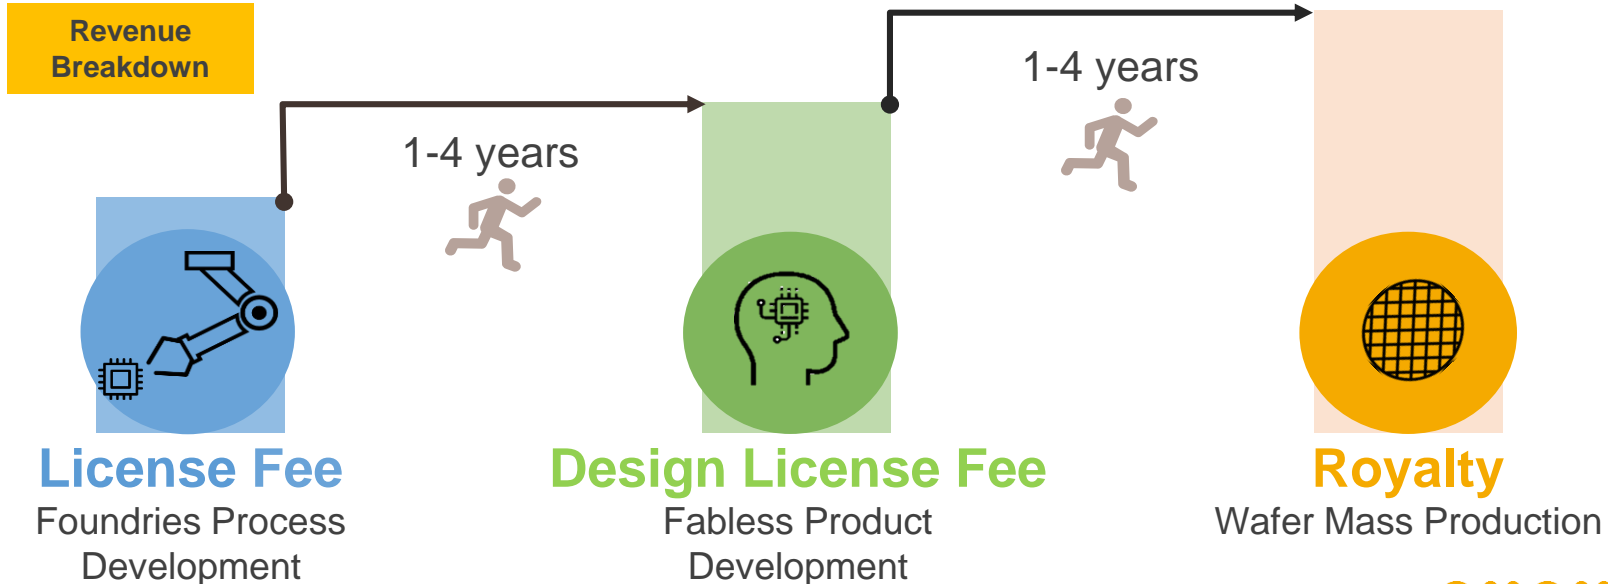 Revenue
Breakdown
1-4 years
1-4 years
License Fee
Foundries Process
Development
Design License Fee
Fabless Product
Development
Royalty
Wafer Mass Production